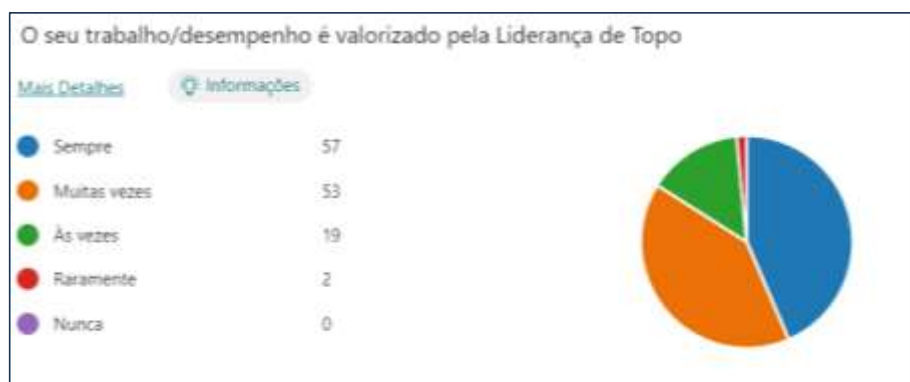 O seu trabalho/desempenho é valorizado pela Liderança de Topo
Mais Detalhes Informações
Sempre 57
Muitas vezes 53
Às vezes 19
Raramente 2
Nunca 0